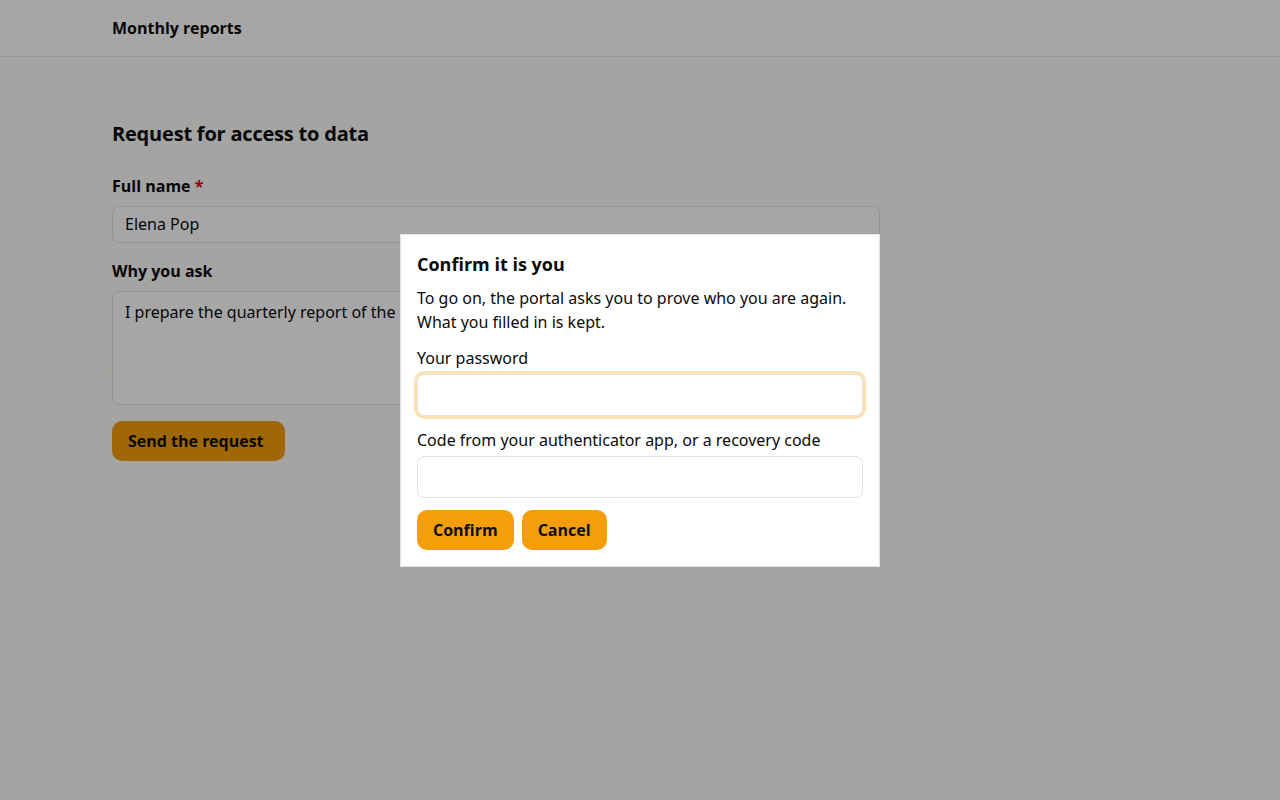 Monthly reports
Request for access to data
Full name *
Elena Pop
Why you ask
I prepare the quarterly report of the
Send the request
Confirm it is you
To go on, the portal asks you to prove who you are again.
What you filled in is kept.
Your password
Code from your authenticator app, or a recovery code
Confirm
Cancel